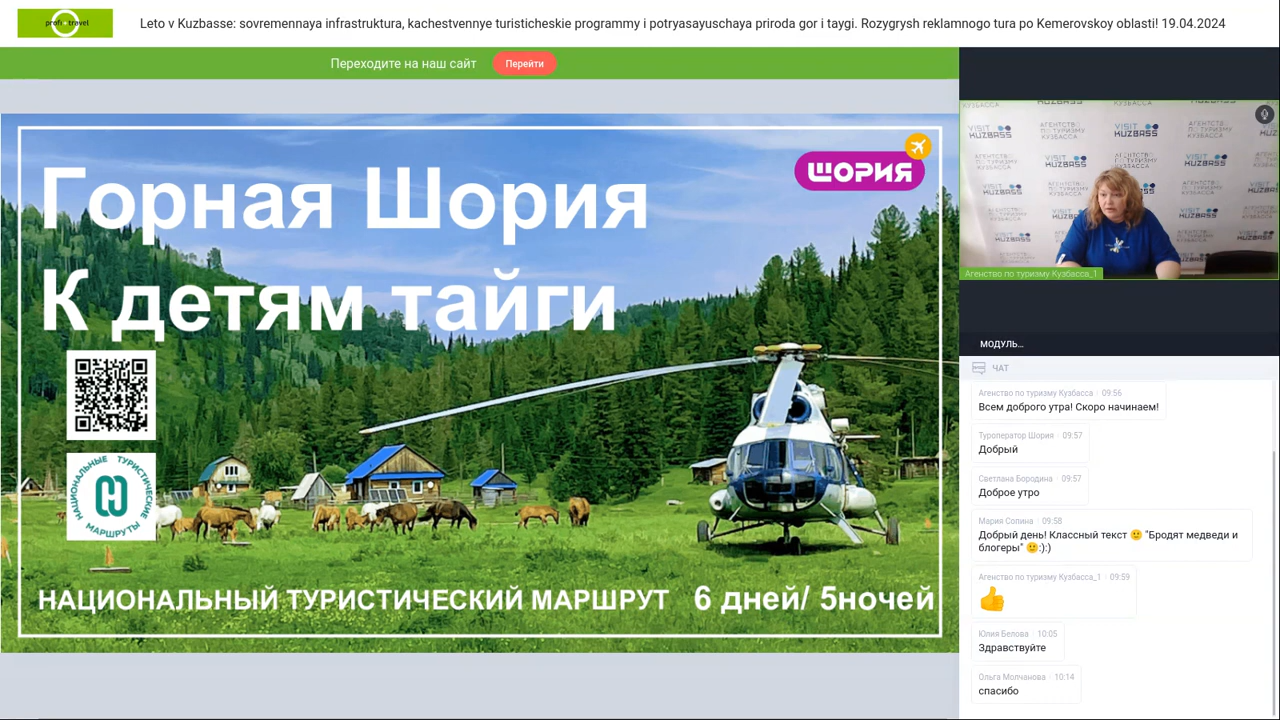 profi travel
Leto v Kuzbasse: sovremennaya infrastruktura, kachestvennye turisticheskie programmy i potryasayuschaya priroda gor i taygi. Rozygrysh reklamnogo tura po Kemerovskoy oblasti! 19.04.2024
Переходите на наш сайт
Перейти
Горная Шория
К детям тайги
ШОРИЯ
НАЦИОНАЛЬНЫЕ ТУРИСТИЧЕСКИЕ МАРШРУТЫ
НАЦИОНАЛЬНЫЙ ТУРИСТИЧЕСКИЙ МАРШРУТ 6 дней/ 5ночей
VISIT KUZBASS
АГЕНТСТВО ПО ТУРИЗМУ КУЗБАССА
Агенство по туризму Кузбасса_1
МОДУЛЬ...
ЧАТ
Агенство по туризму Кузбасса 09:56
Всем доброго утра! Скоро начинаем!
Туроператор Шория 09:57
Добрый
Светлана Бородина 09:57
Доброе утро
Мария Сопина 09:58
Добрый день! Классный текст 🙂 "Бродят медведи и
блогеры" 🙂:):)
Агенство по туризму Кузбасса_1 09:59
👍
Юлия Белова 10:05
Здравствуйте
Ольга Молчанова 10:14
спасибо